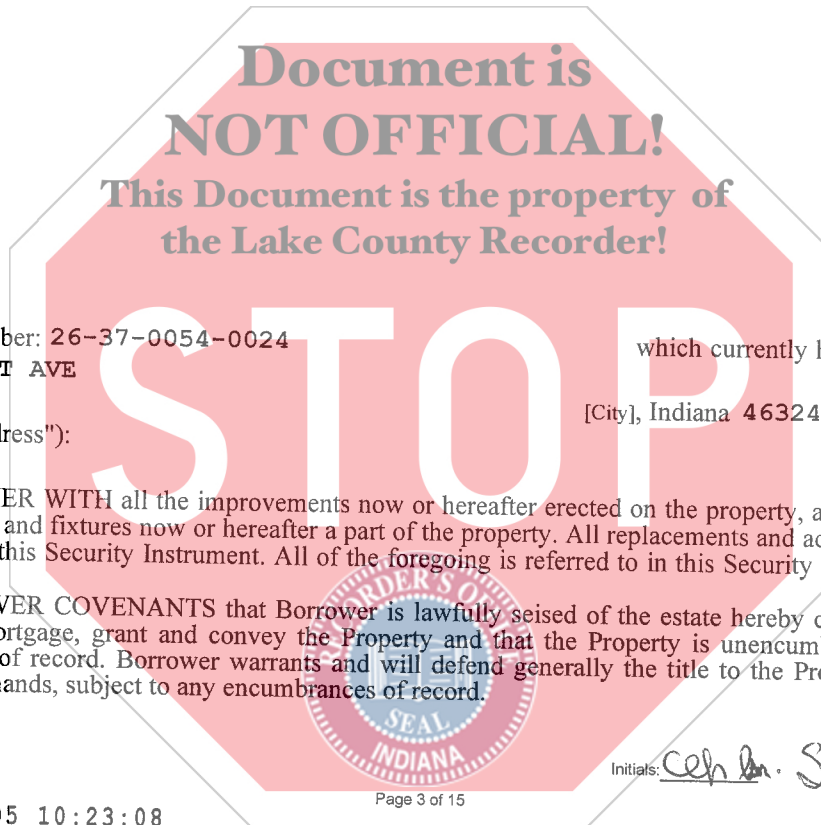 Document is
NOT OFFICIAL!
This Document is the property of
the Lake County Recorder!
STOP
ber: 26-37-0054-0024
which currently h
T AVE
[City], Indiana 46324
ress"):
ER WITH all the improvements now or hereafter erected on the property, a
and fixtures now or hereafter a part of the property. All replacements and ad
this Security Instrument. All of the foregoing is referred to in this Security
VER COVENANTS that Borrower is lawfully seised of the estate hereby c
ortgage, grant and convey the Property and that the Property is unencum
of record. Borrower warrants and will defend generally the title to the Pro
ands, subject to any encumbrances of record.
RECORDER'S OFFICE
SEAL
INDIANA
Initials:
Page 3 of 15
5 10:23:08